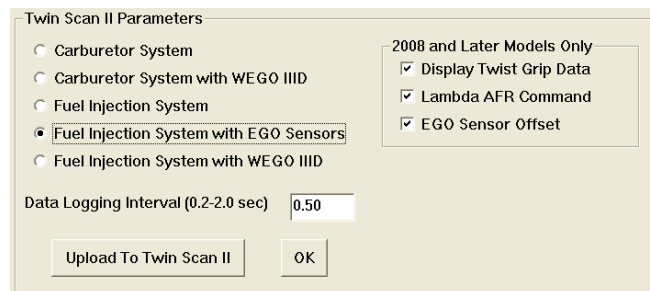 Twin Scan II Parameters
Carburetor System
Carburetor System with WEGO IIID
Fuel Injection System
Fuel Injection System with EGO Sensors
Fuel Injection System with WEGO IIID
2008 and Later Models Only
Display Twist Grip Data
Lambda AFR Command
EGO Sensor Offset
Data Logging Interval (0.2-2.0 sec)
0.50
Upload To Twin Scan II
OK